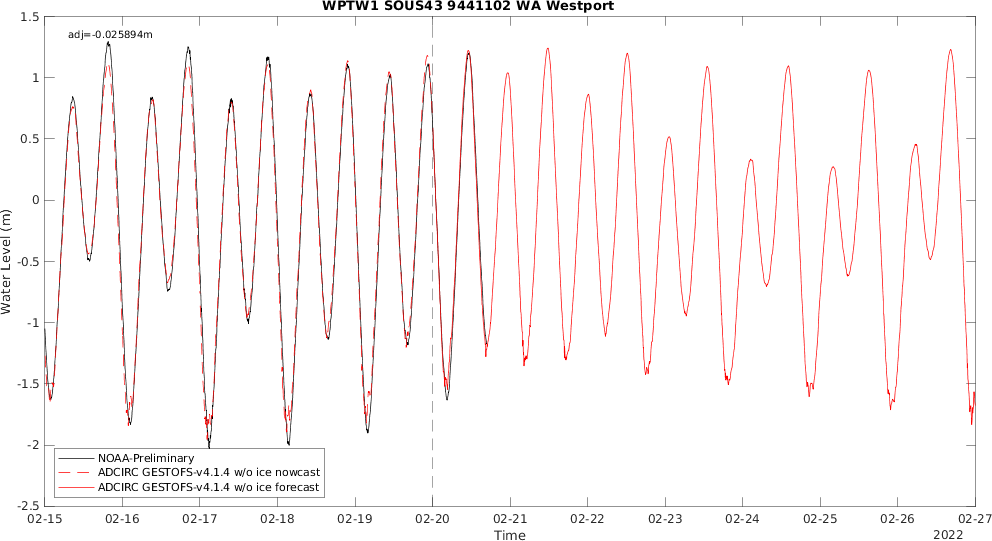 WPTW1 SOUS43 9441102 WA Westport
adj=-0.025894m
1.5
1
0.5
0
-0.5
-1
-1.5
-2
-2.5
Water Level (m)
NOAA-Preliminary
ADCIRC GESTOFS-v4.1.4 w/o ice nowcast
ADCIRC GESTOFS-v4.1.4 w/o ice forecast
02-15 02-16 02-17 02-18 02-19 02-20 02-21 02-22 02-23 02-24 02-25 02-26 02-27
Time
2022